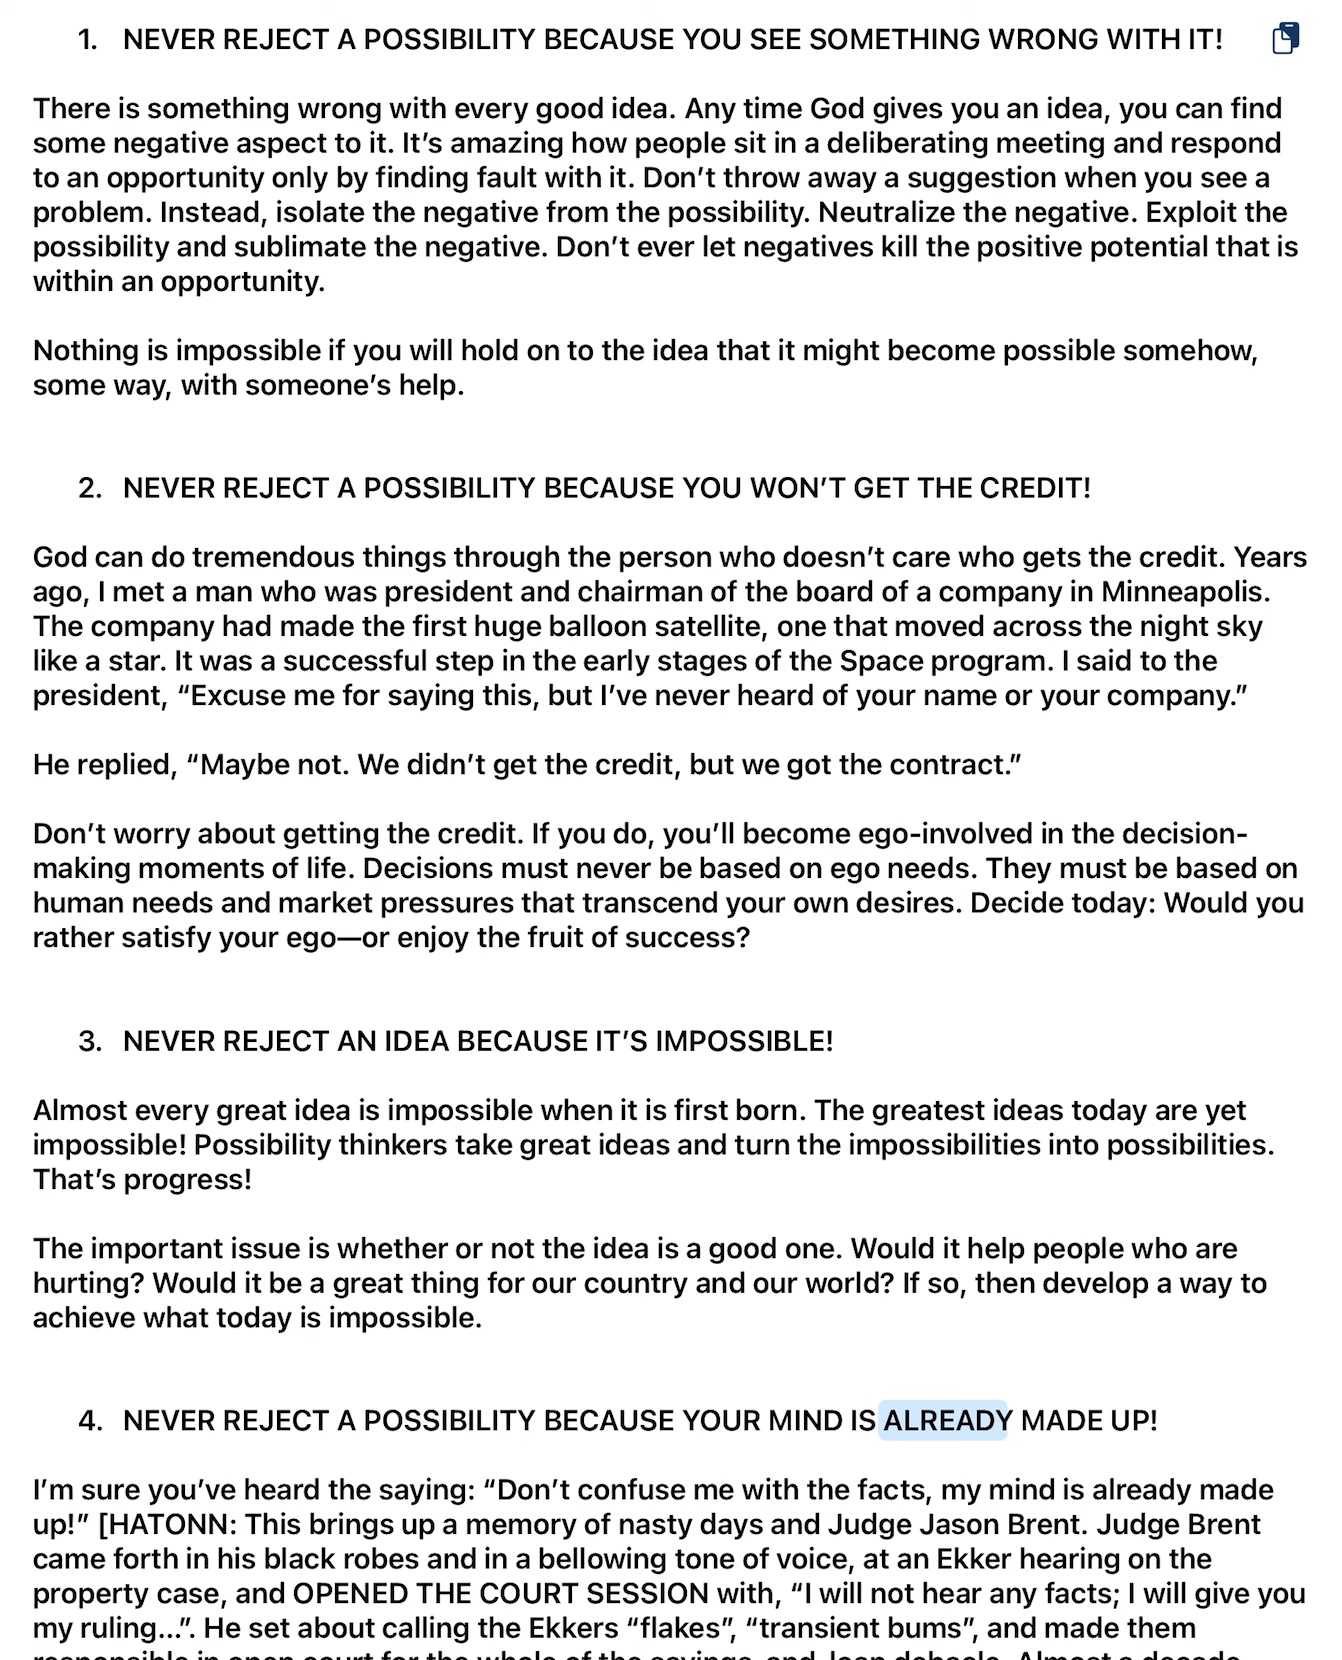 1. NEVER REJECT A POSSIBILITY BECAUSE YOU SEE SOMETHING WRONG WITH IT!
There is something wrong with every good idea. Any time God gives you an idea, you can find
some negative aspect to it. It’s amazing how people sit in a deliberating meeting and respond
to an opportunity only by finding fault with it. Don’t throw away a suggestion when you see a
problem. Instead, isolate the negative from the possibility. Neutralize the negative. Exploit the
possibility and sublimate the negative. Don’t ever let negatives kill the positive potential that is
within an opportunity.
Nothing is impossible if you will hold on to the idea that it might become possible somehow,
some way, with someone’s help.
2. NEVER REJECT A POSSIBILITY BECAUSE YOU WON’T GET THE CREDIT!
God can do tremendous things through the person who doesn’t care who gets the credit. Years
ago, I met a man who was president and chairman of the board of a company in Minneapolis.
The company had made the first huge balloon satellite, one that moved across the night sky
like a star. It was a successful step in the early stages of the Space program. I said to the
president, “Excuse me for saying this, but I’ve never heard of your name or your company.”
He replied, “Maybe not. We didn’t get the credit, but we got the contract.”
Don’t worry about getting the credit. If you do, you’ll become ego-involved in the decision-
making moments of life. Decisions must never be based on ego needs. They must be based on
human needs and market pressures that transcend your own desires. Decide today: Would you
rather satisfy your ego—or enjoy the fruit of success?
3. NEVER REJECT AN IDEA BECAUSE IT’S IMPOSSIBLE!
Almost every great idea is impossible when it is first born. The greatest ideas today are yet
impossible! Possibility thinkers take great ideas and turn the impossibilities into possibilities.
That’s progress!
The important issue is whether or not the idea is a good one. Would it help people who are
hurting? Would it be a great thing for our country and our world? If so, then develop a way to
achieve what today is impossible.
4. NEVER REJECT A POSSIBILITY BECAUSE YOUR MIND IS ALREADY MADE UP!
I’m sure you’ve heard the saying: “Don’t confuse me with the facts, my mind is already made
up!” [HATONN: This brings up a memory of nasty days and Judge Jason Brent. Judge Brent
came forth in his black robes and in a bellowing tone of voice, at an Ekker hearing on the
property case, and OPENED THE COURT SESSION with, “I will not hear any facts; I will give you
my ruling...”. He set about calling the Ekkers “flakes”, “transient bums”, and made them
responsible in open court for the whole of the savings and loan debacle. Almost a decade